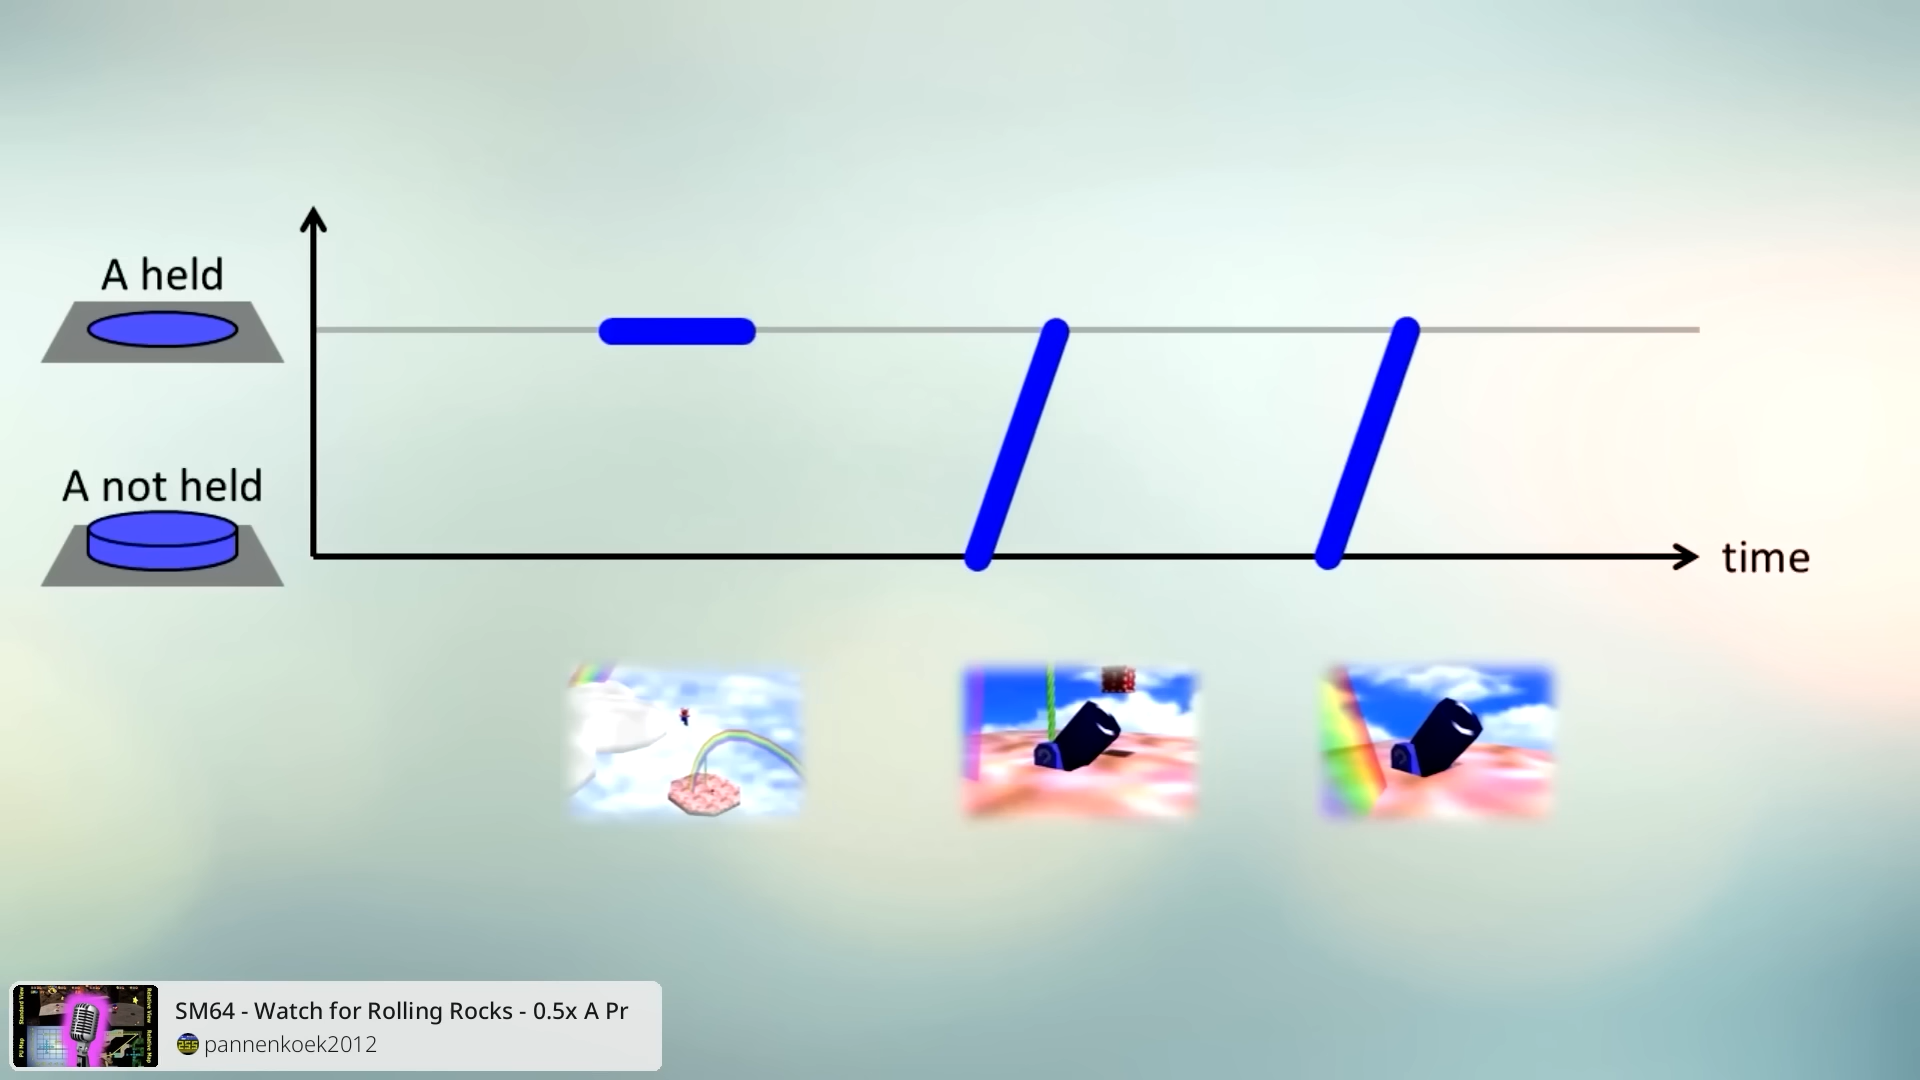 A held
A not held
time
SM64 - Watch for Rolling Rocks - 0.5x A Pr
pannenkoek2012